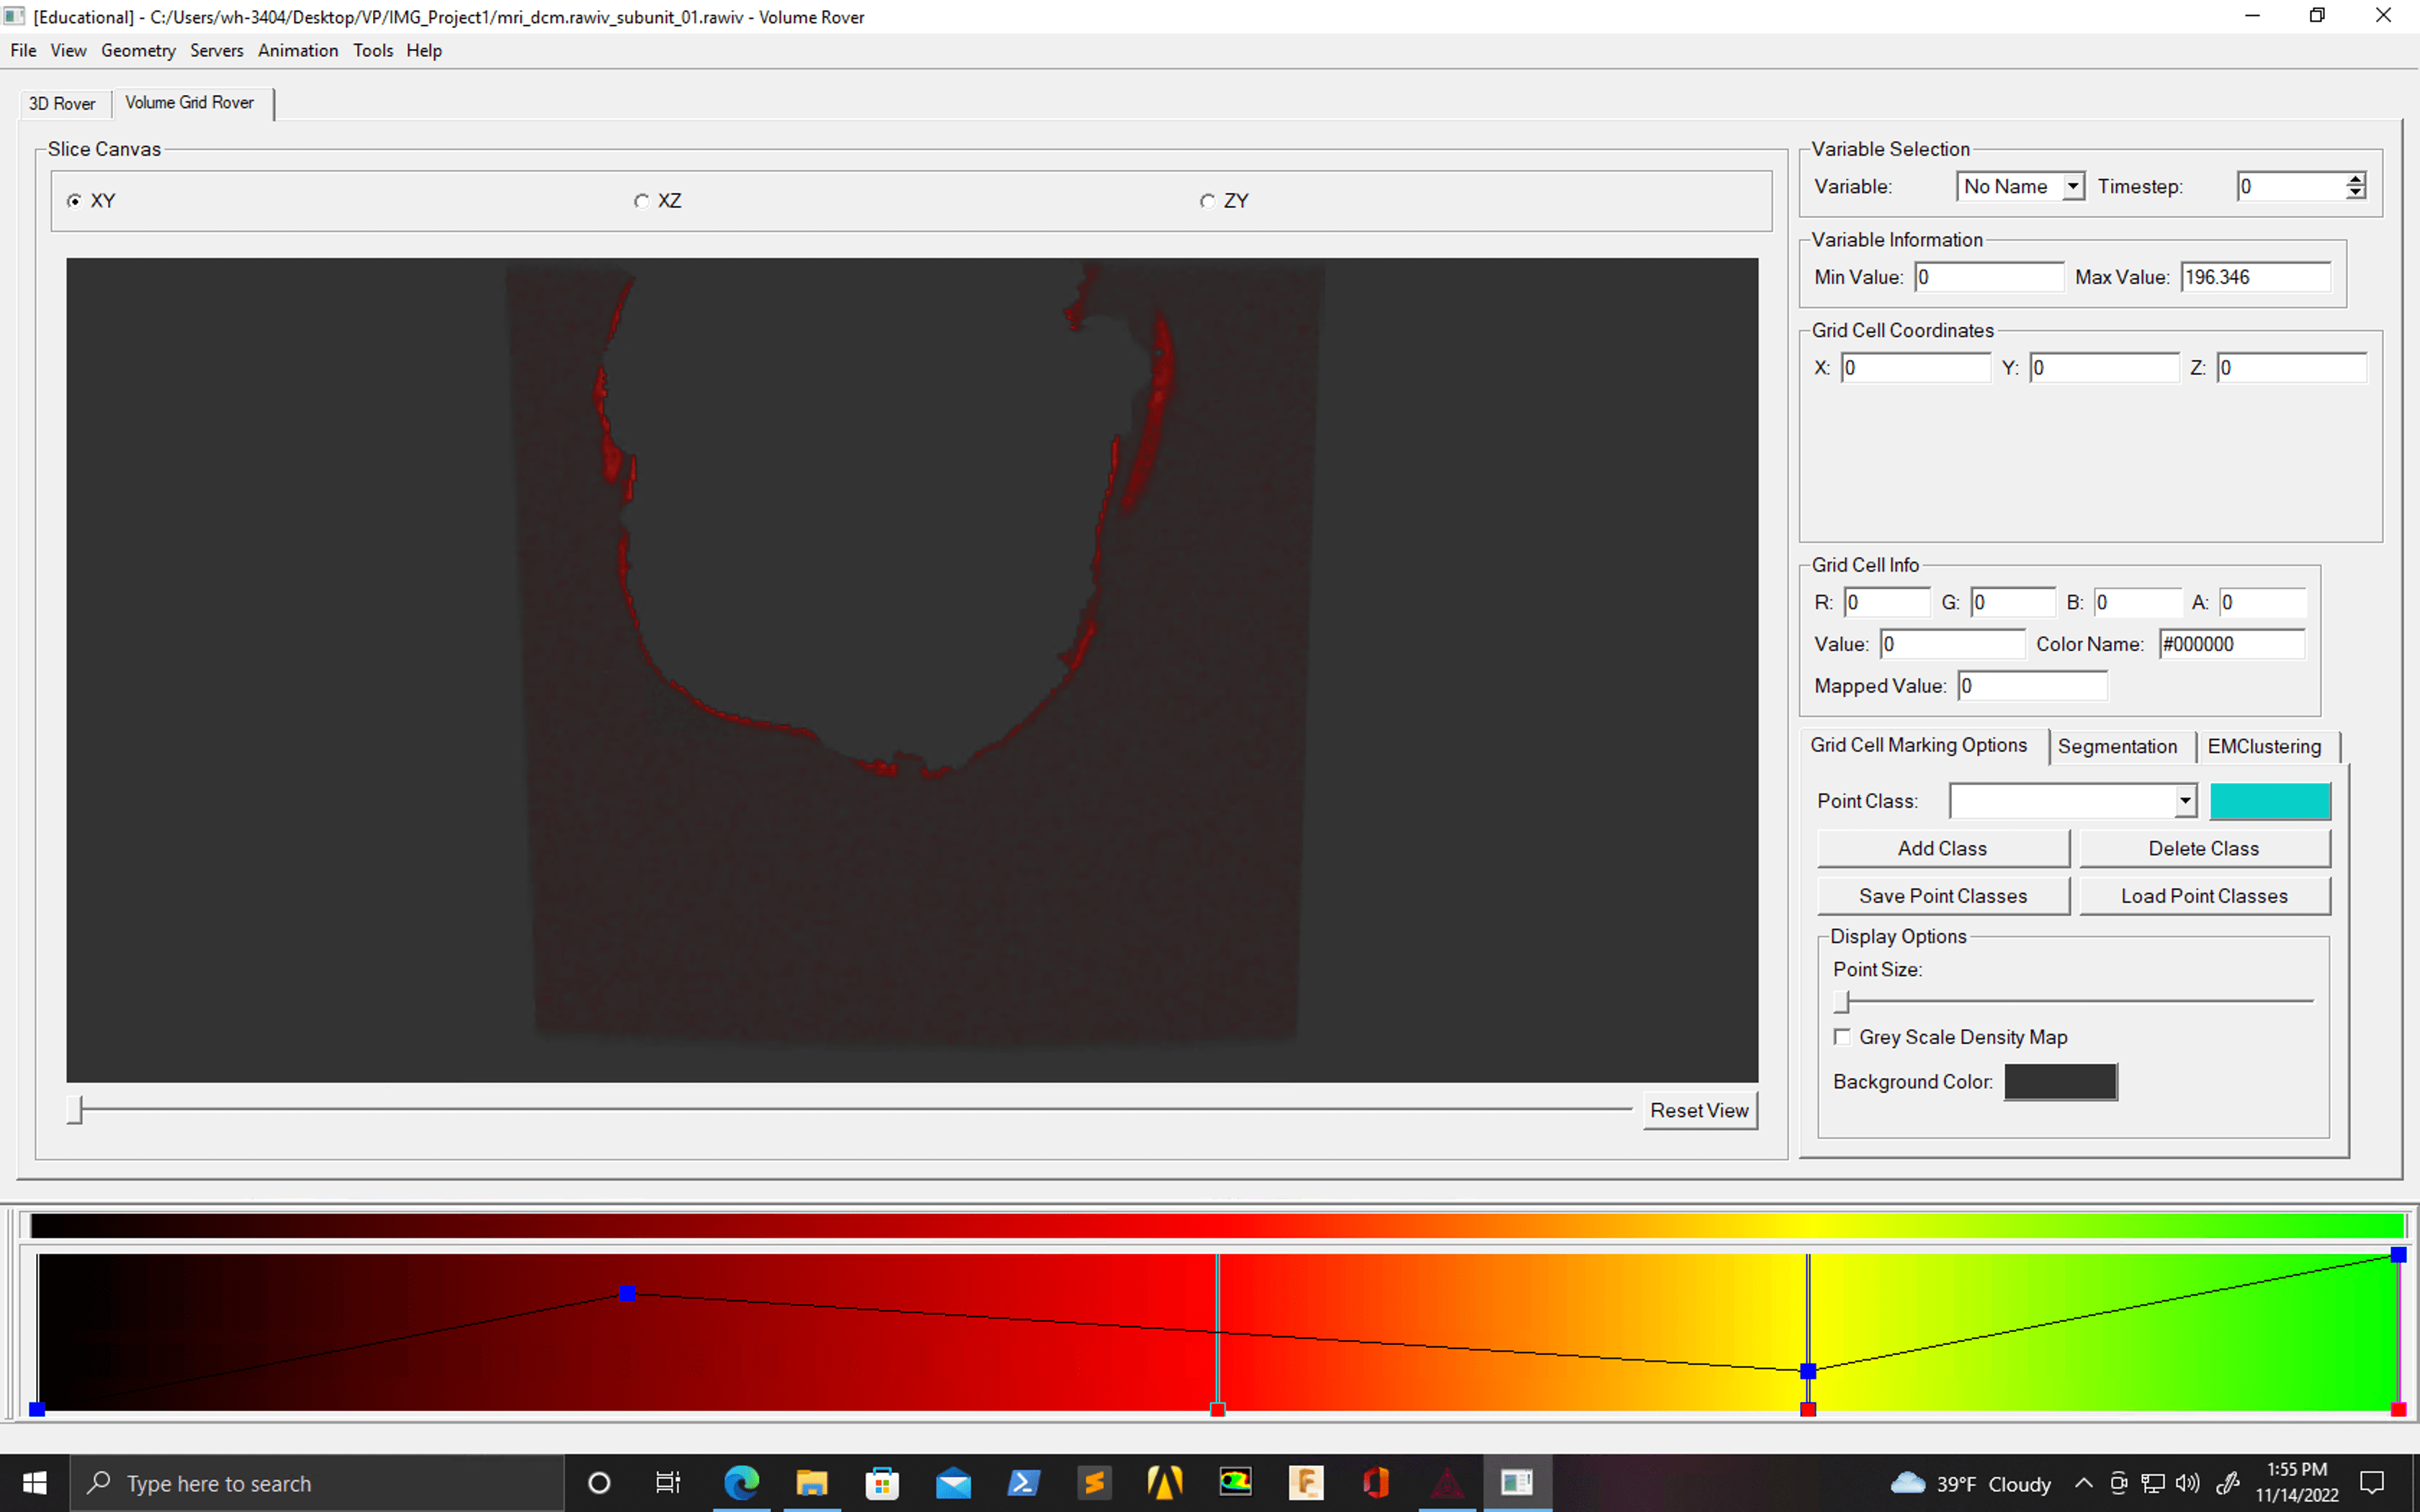 [Educational] - C:/Users/wh-3404/Desktop/VP/IMG_Project1/mri_dcm.rawiv_subunit_01.rawiv - Volume Rover
File View Geometry Servers Animation Tools Help
3D Rover Volume Grid Rover
Slice Canvas
XY XZ ZY
Reset View
Variable Selection
Variable: No Name Timestep: 0
Variable Information
Min Value: 0 Max Value: 196.346
Grid Cell Coordinates
X: 0 Y: 0 Z: 0
Grid Cell Info
R: 0 G: 0 B: 0 A: 0
Value: 0 Color Name: #000000
Mapped Value: 0
Grid Cell Marking Options Segmentation EMClustering
Point Class:
Add Class Delete Class
Save Point Classes Load Point Classes
Display Options
Point Size:
Grey Scale Density Map
Background Color:
Type here to search
39°F Cloudy
1:55 PM
11/14/2022